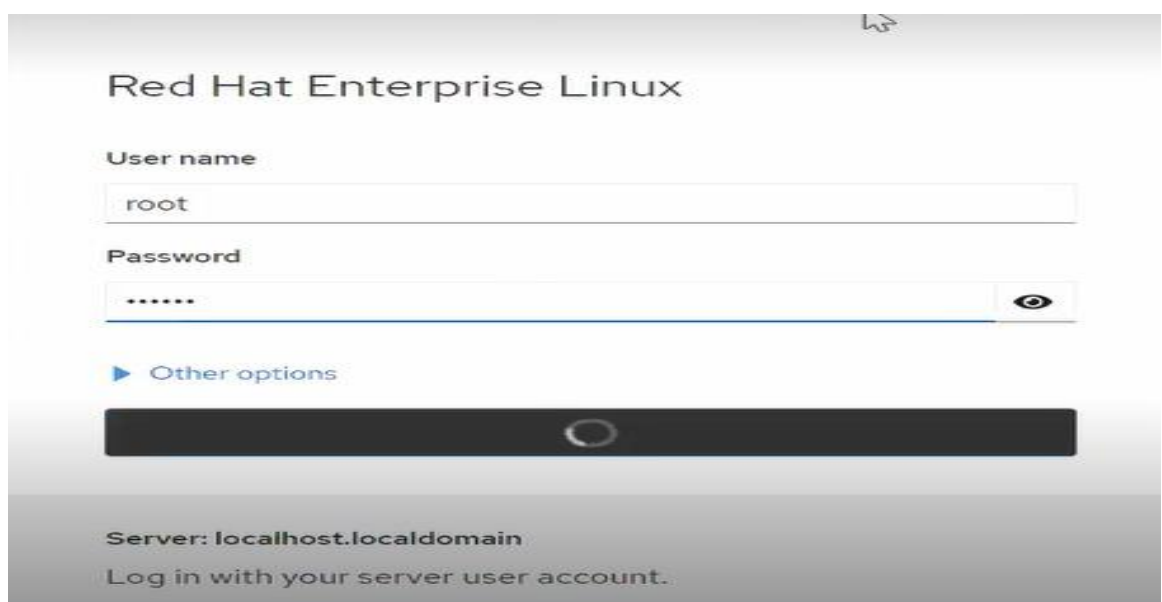 Red Hat Enterprise Linux
User name
root
Password
••••••
Other options
Server: localhost.localdomain
Log in with your server user account.